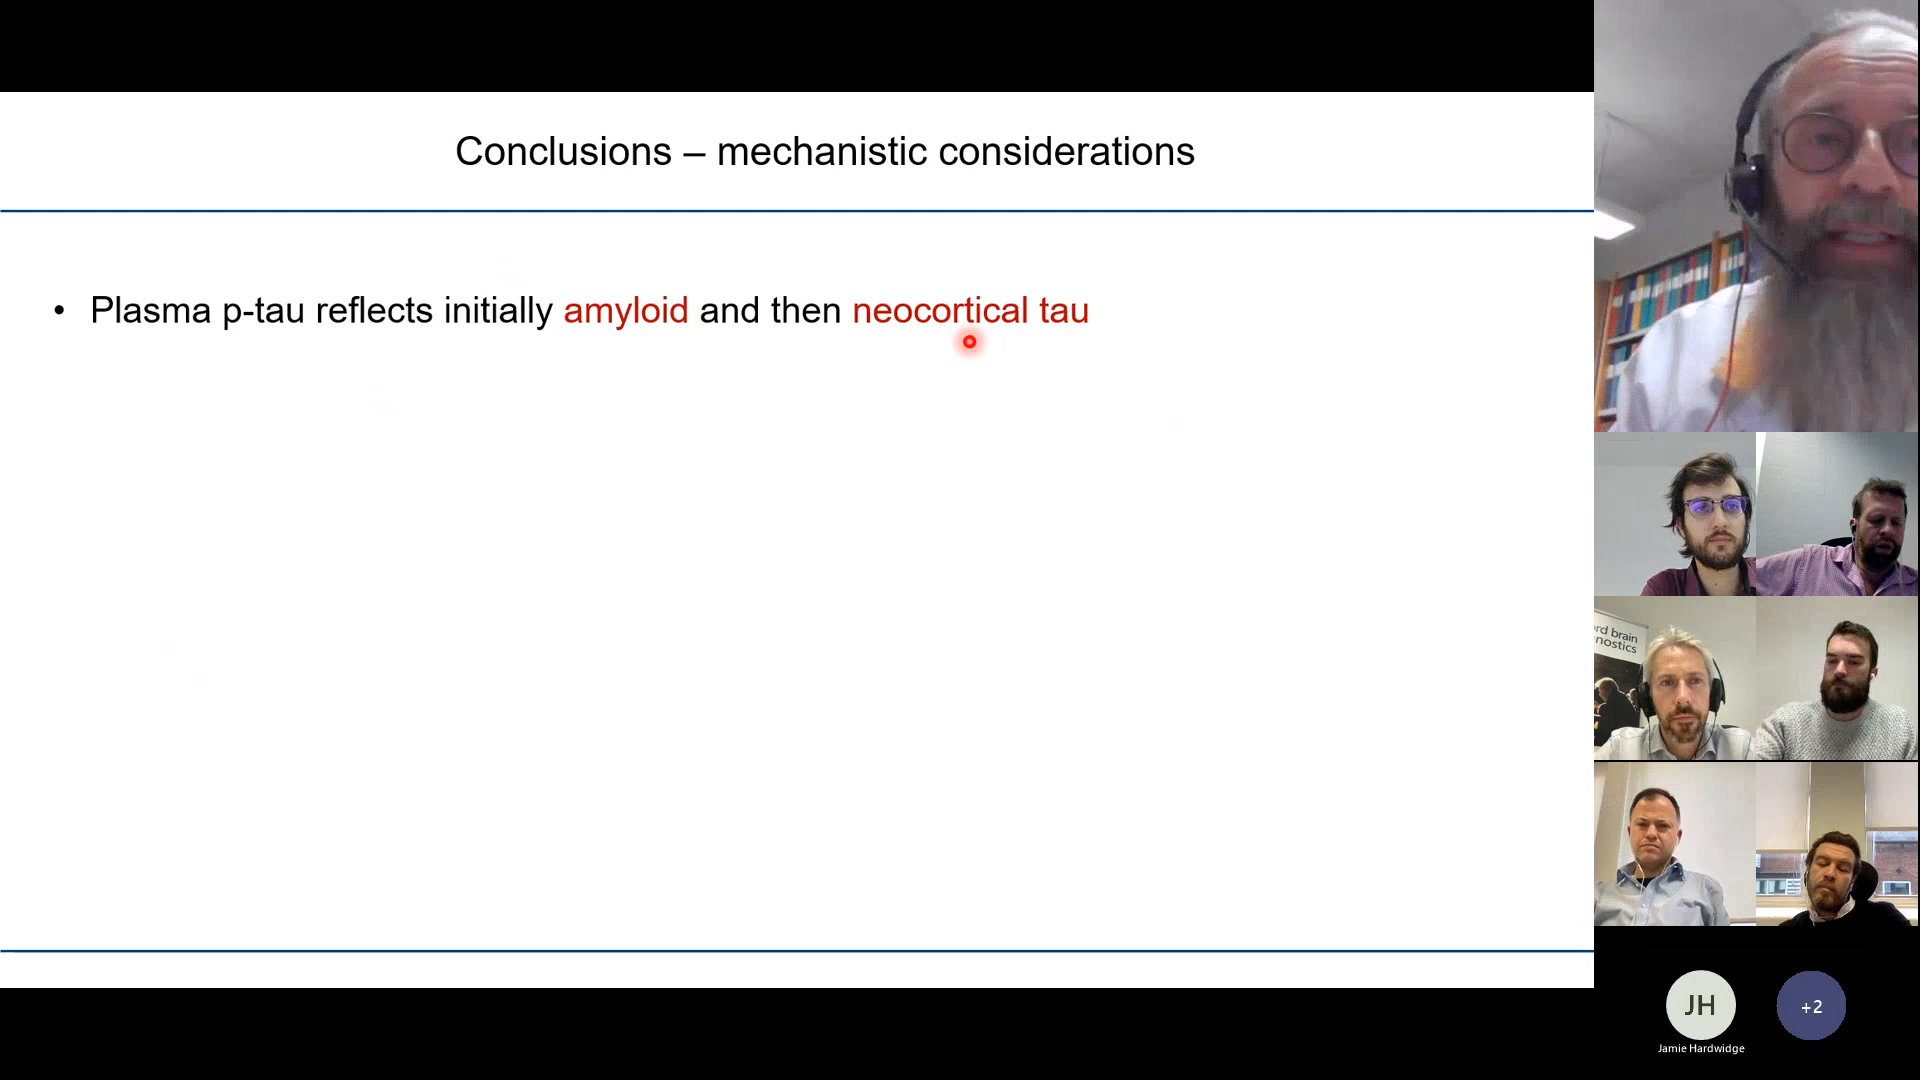 Conclusions – mechanistic considerations
• Plasma p-tau reflects initially amyloid and then neocortical tau
rd brain
nostics
JH
+2
Jamie Hardwidge